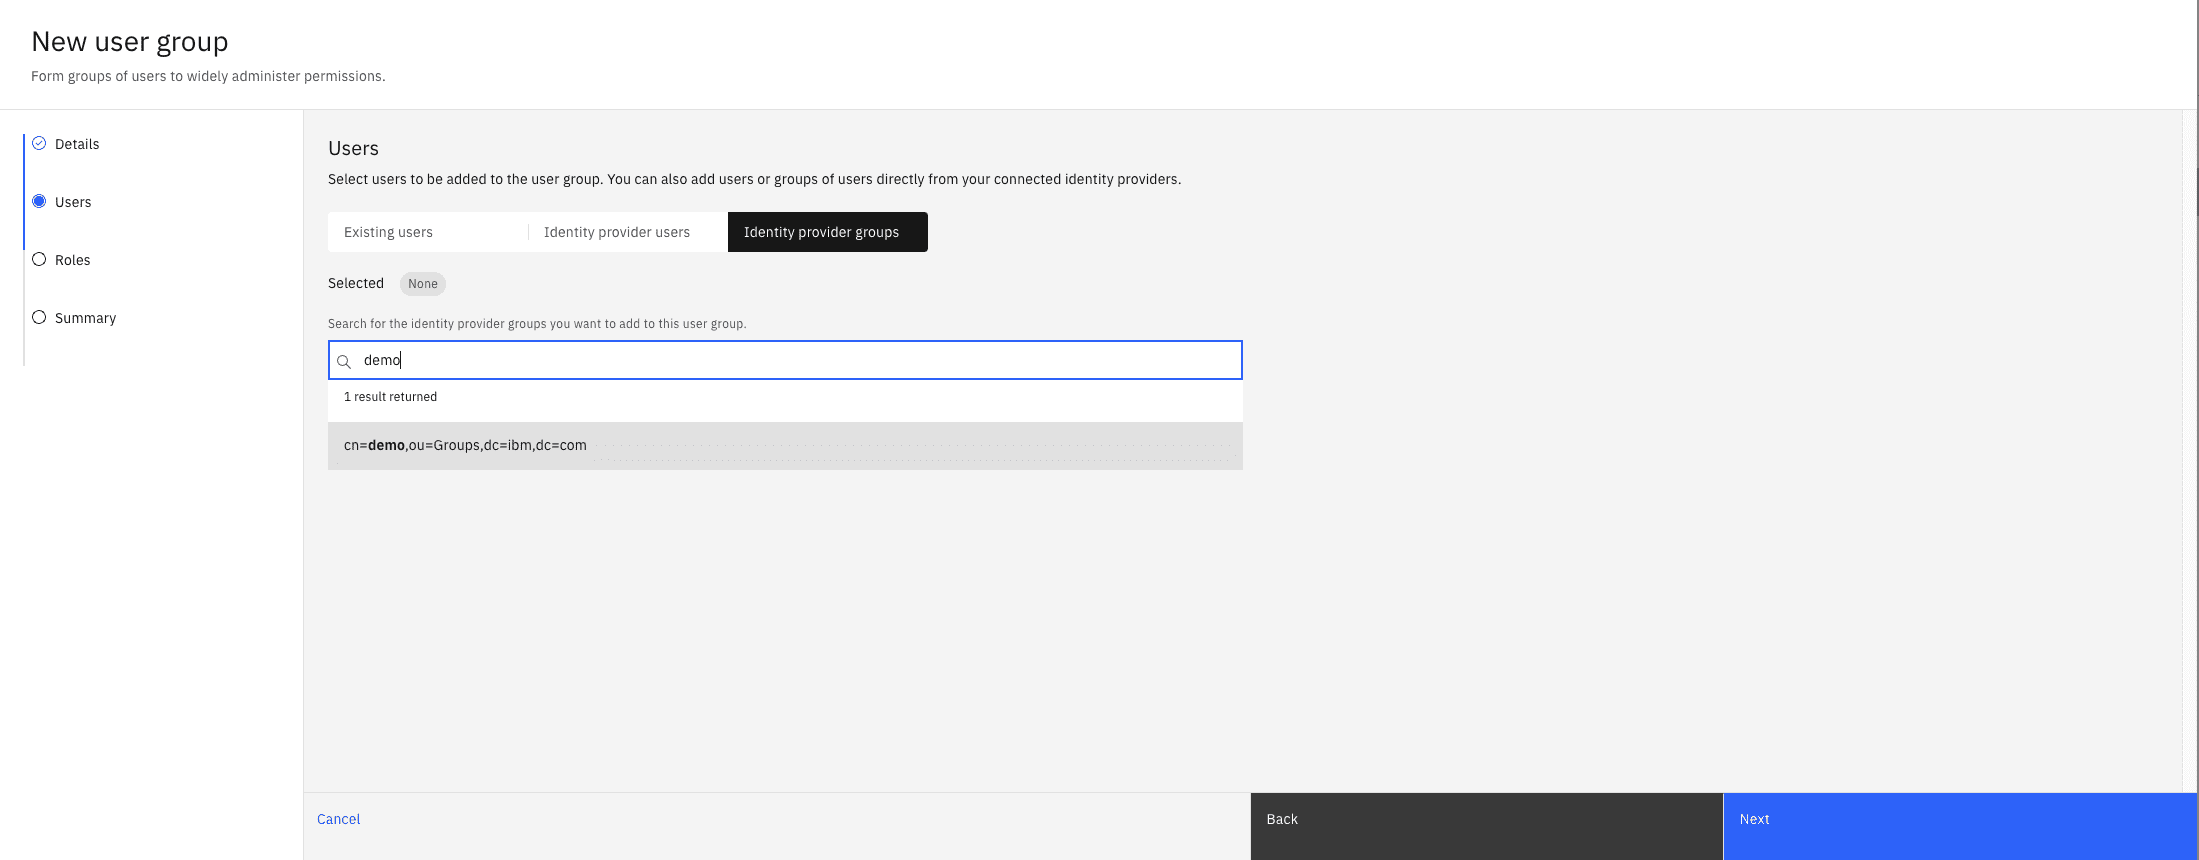 New user group
Form groups of users to widely administer permissions.
Details
Users
Roles
Summary
Users
Select users to be added to the user group. You can also add users or groups of users directly from your connected identity providers.
Existing users
Identity provider users
Identity provider groups
Selected None
Search for the identity provider groups you want to add to this user group.
demo
1 result returned
cn=demo,ou=Groups,dc=ibm,dc=com
Cancel
Back
Next